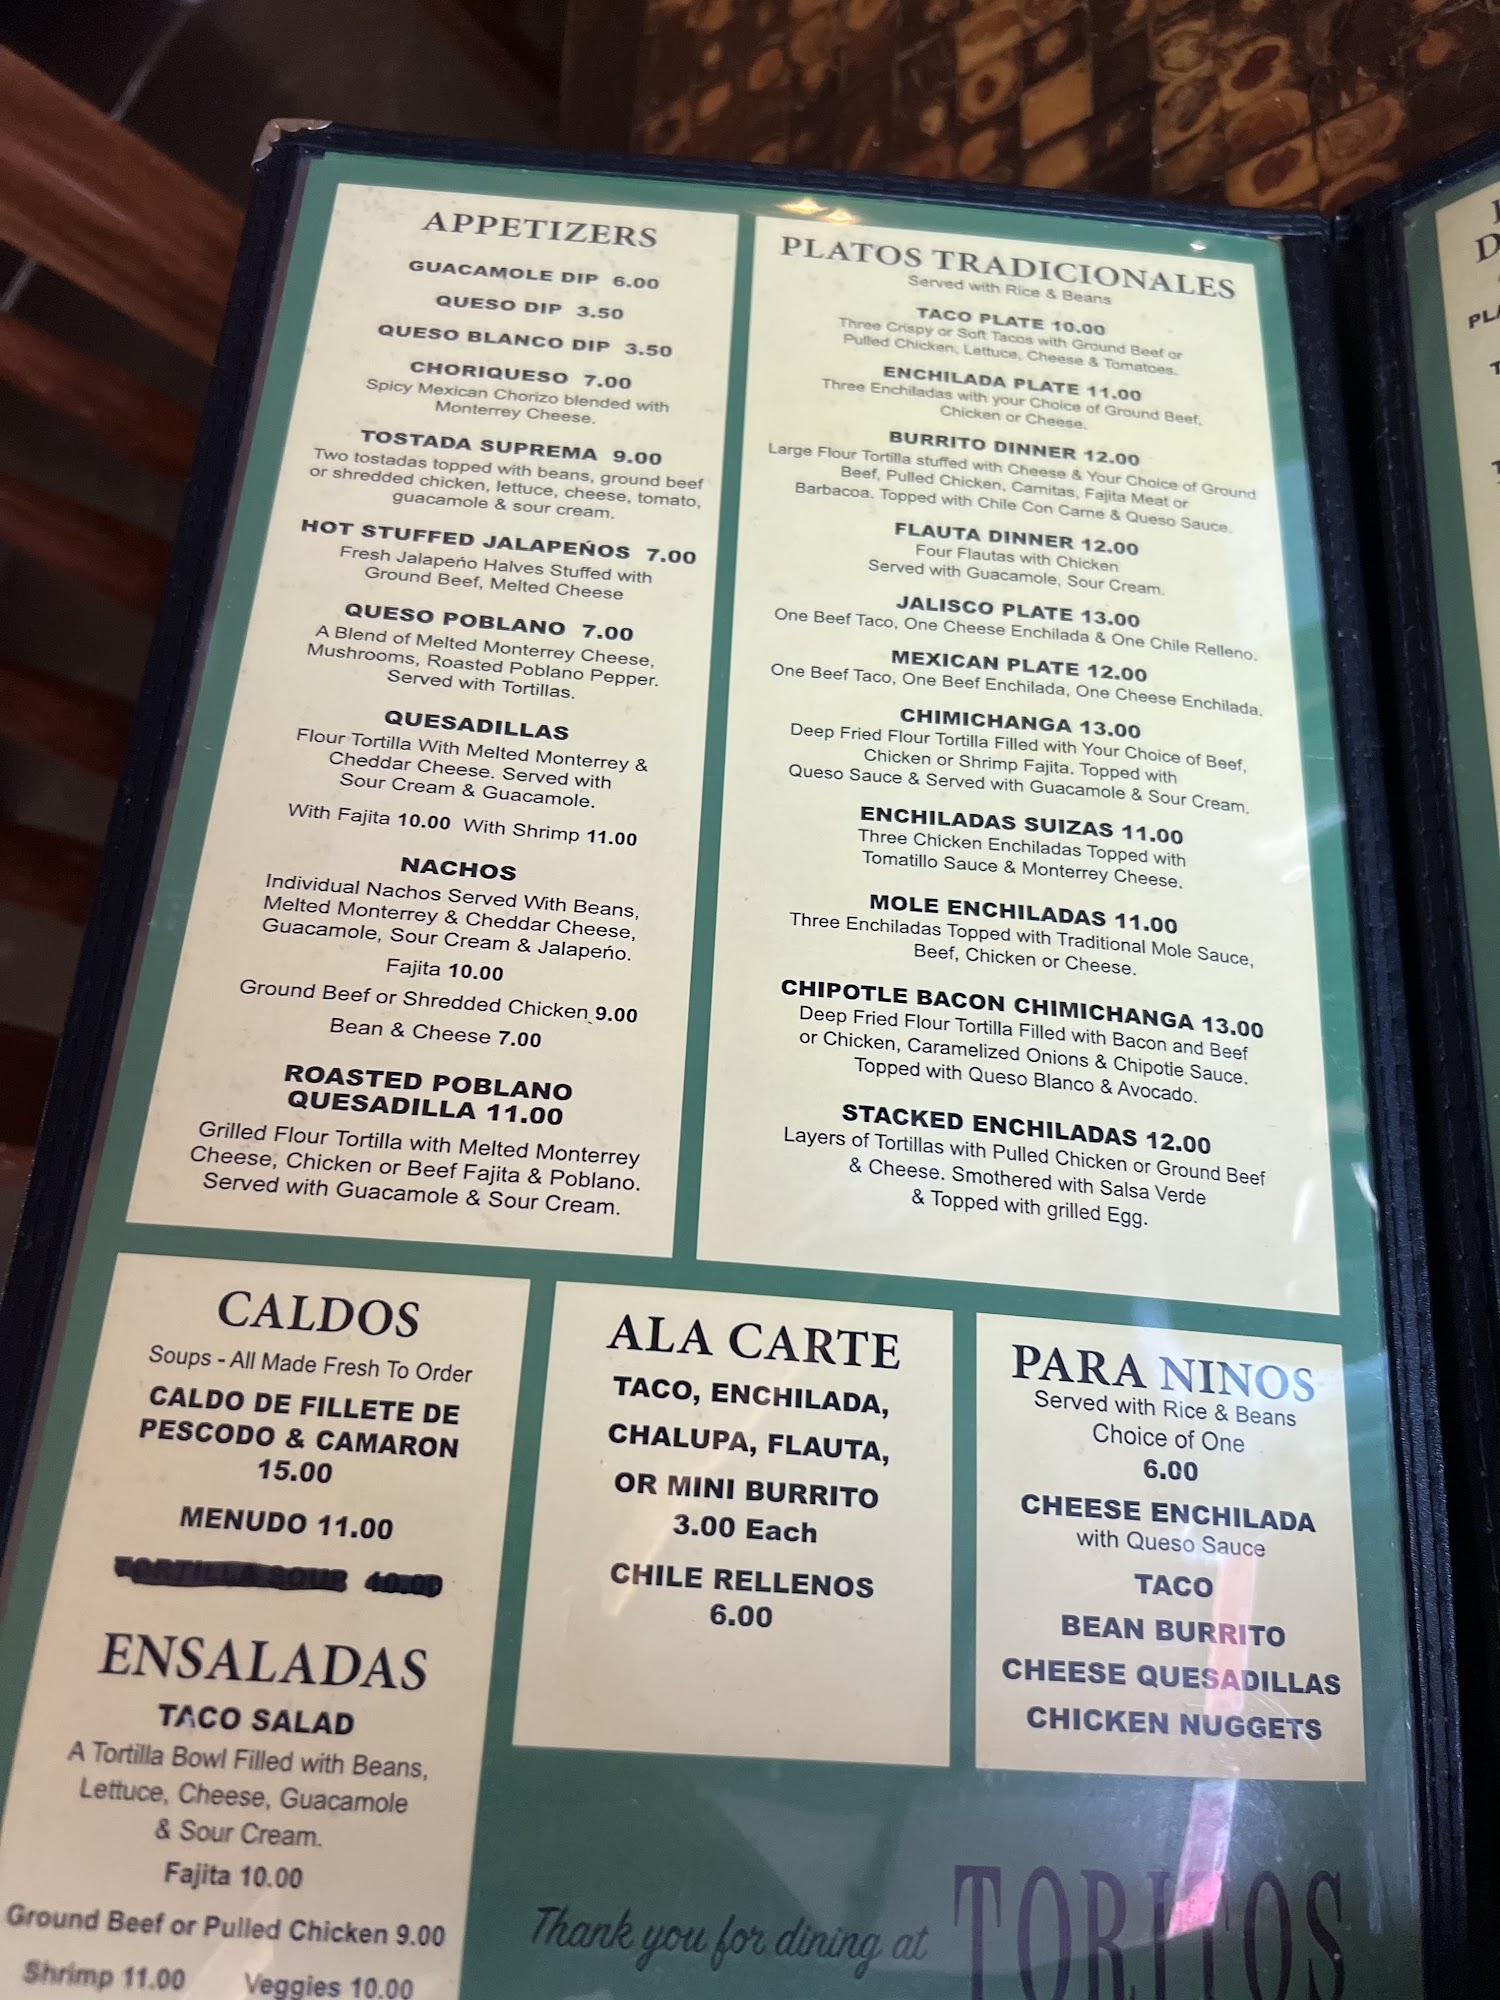 APPETIZERS
GUACAMOLE DIP 6.00
QUESO DIP 3.50
QUESO BLANCO DIP 3.50
CHORIQUESO 7.00
Spicy Mexican Chorizo blended with
Monterrey Cheese.
TOSTADA SUPREMA 9.00
Two tostadas topped with beans, ground beef
or shredded chicken, lettuce, cheese, tomato,
guacamole & sour cream.
HOT STUFFED JALAPEŃOS 7.00
Fresh Jalapeńo Halves Stuffed with
Ground Beef, Melted Cheese
QUESO POBLANO 7.00
A Blend of Melted Monterrey Cheese,
Mushrooms, Roasted Poblano Pepper.
Served with Tortillas.
QUESADILLAS
Flour Tortilla With Melted Monterrey &
Cheddar Cheese. Served with
Sour Cream & Guacamole.
With Fajita 10.00 With Shrimp 11.00
NACHOS
Individual Nachos Served With Beans,
Melted Monterrey & Cheddar Cheese,
Guacamole, Sour Cream & Jalapeńo.
Fajita 10.00
Ground Beef or Shredded Chicken 9.00
Bean & Cheese 7.00
ROASTED POBLANO
QUESADILLA 11.00
Grilled Flour Tortilla with Melted Monterrey
Cheese, Chicken or Beef Fajita & Poblano.
Served with Guacamole & Sour Cream.
PLATOS TRADICIONALES
Served with Rice & Beans
TACO PLATE 10.00
Three Crispy or Soft Tacos with Ground Beef or
Pulled Chicken, Lettuce, Cheese & Tomatoes.
ENCHILADA PLATE 11.00
Three Enchiladas with your Choice of Ground Beef,
Chicken or Cheese.
BURRITO DINNER 12.00
Large Flour Tortilla stuffed with Cheese & Your Choice of Ground
Beef, Pulled Chicken, Carnitas, Fajita Meat or
Barbacoa. Topped with Chile Con Carne & Queso Sauce.
FLAUTA DINNER 12.00
Four Flautas with Chicken
Served with Guacamole, Sour Cream.
JALISCO PLATE 13.00
One Beef Taco, One Cheese Enchilada & One Chile Relleno.
MEXICAN PLATE 12.00
One Beef Taco, One Beef Enchilada, One Cheese Enchilada.
CHIMICHANGA 13.00
Deep Fried Flour Tortilla Filled with Your Choice of Beef,
Chicken or Shrimp Fajita. Topped with
Queso Sauce & Served with Guacamole & Sour Cream.
ENCHILADAS SUIZAS 11.00
Three Chicken Enchiladas Topped with
Tomatillo Sauce & Monterrey Cheese.
MOLE ENCHILADAS 11.00
Three Enchiladas Topped with Traditional Mole Sauce,
Beef, Chicken or Cheese.
CHIPOTLE BACON CHIMICHANGA 13.00
Deep Fried Flour Tortilla Filled with Bacon and Beef
or Chicken, Caramelized Onions & Chipotle Sauce.
Topped with Queso Blanco & Avocado.
STACKED ENCHILADAS 12.00
Layers of Tortillas with Pulled Chicken or Ground Beef
& Cheese. Smothered with Salsa Verde
& Topped with grilled Egg.
CALDOS
Soups - All Made Fresh To Order
CALDO DE FILLETE DE
PESCODO & CAMARON
15.00
MENUDO 11.00
TORTILLA SOUR 10.00
ENSALADAS
TACO SALAD
A Tortilla Bowl Filled with Beans,
Lettuce, Cheese, Guacamole
& Sour Cream.
Fajita 10.00
Ground Beef or Pulled Chicken 9.00
Shrimp 11.00 Veggies 10.00
ALA CARTE
TACO, ENCHILADA,
CHALUPA, FLAUTA,
OR MINI BURRITO
3.00 Each
CHILE RELLENOS
6.00
PARA NINOS
Served with Rice & Beans
Choice of One
6.00
CHEESE ENCHILADA
with Queso Sauce
TACO
BEAN BURRITO
CHEESE QUESADILLAS
CHICKEN NUGGETS
Thank you for dining at TORITOS